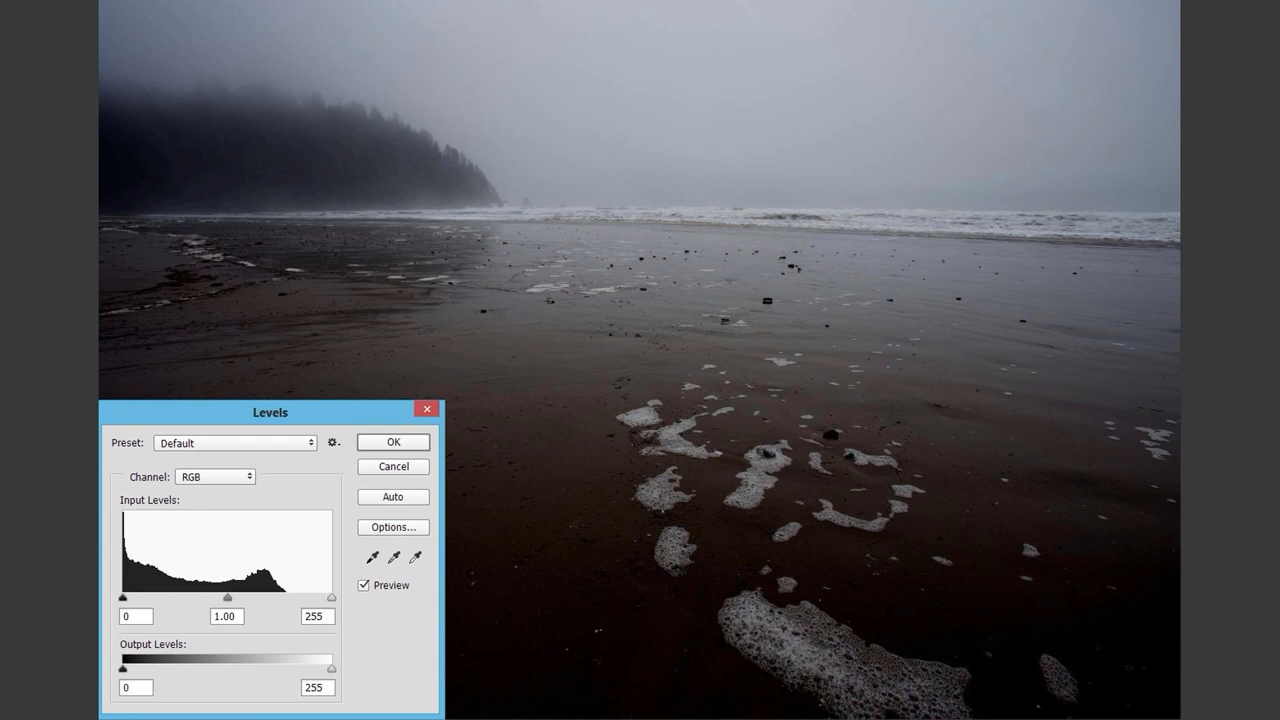 Levels
Preset: Default
OK
Channel: RGB
Cancel
Input Levels:
Auto
Options...
Preview
0 1.00 255
Output Levels:
0 255